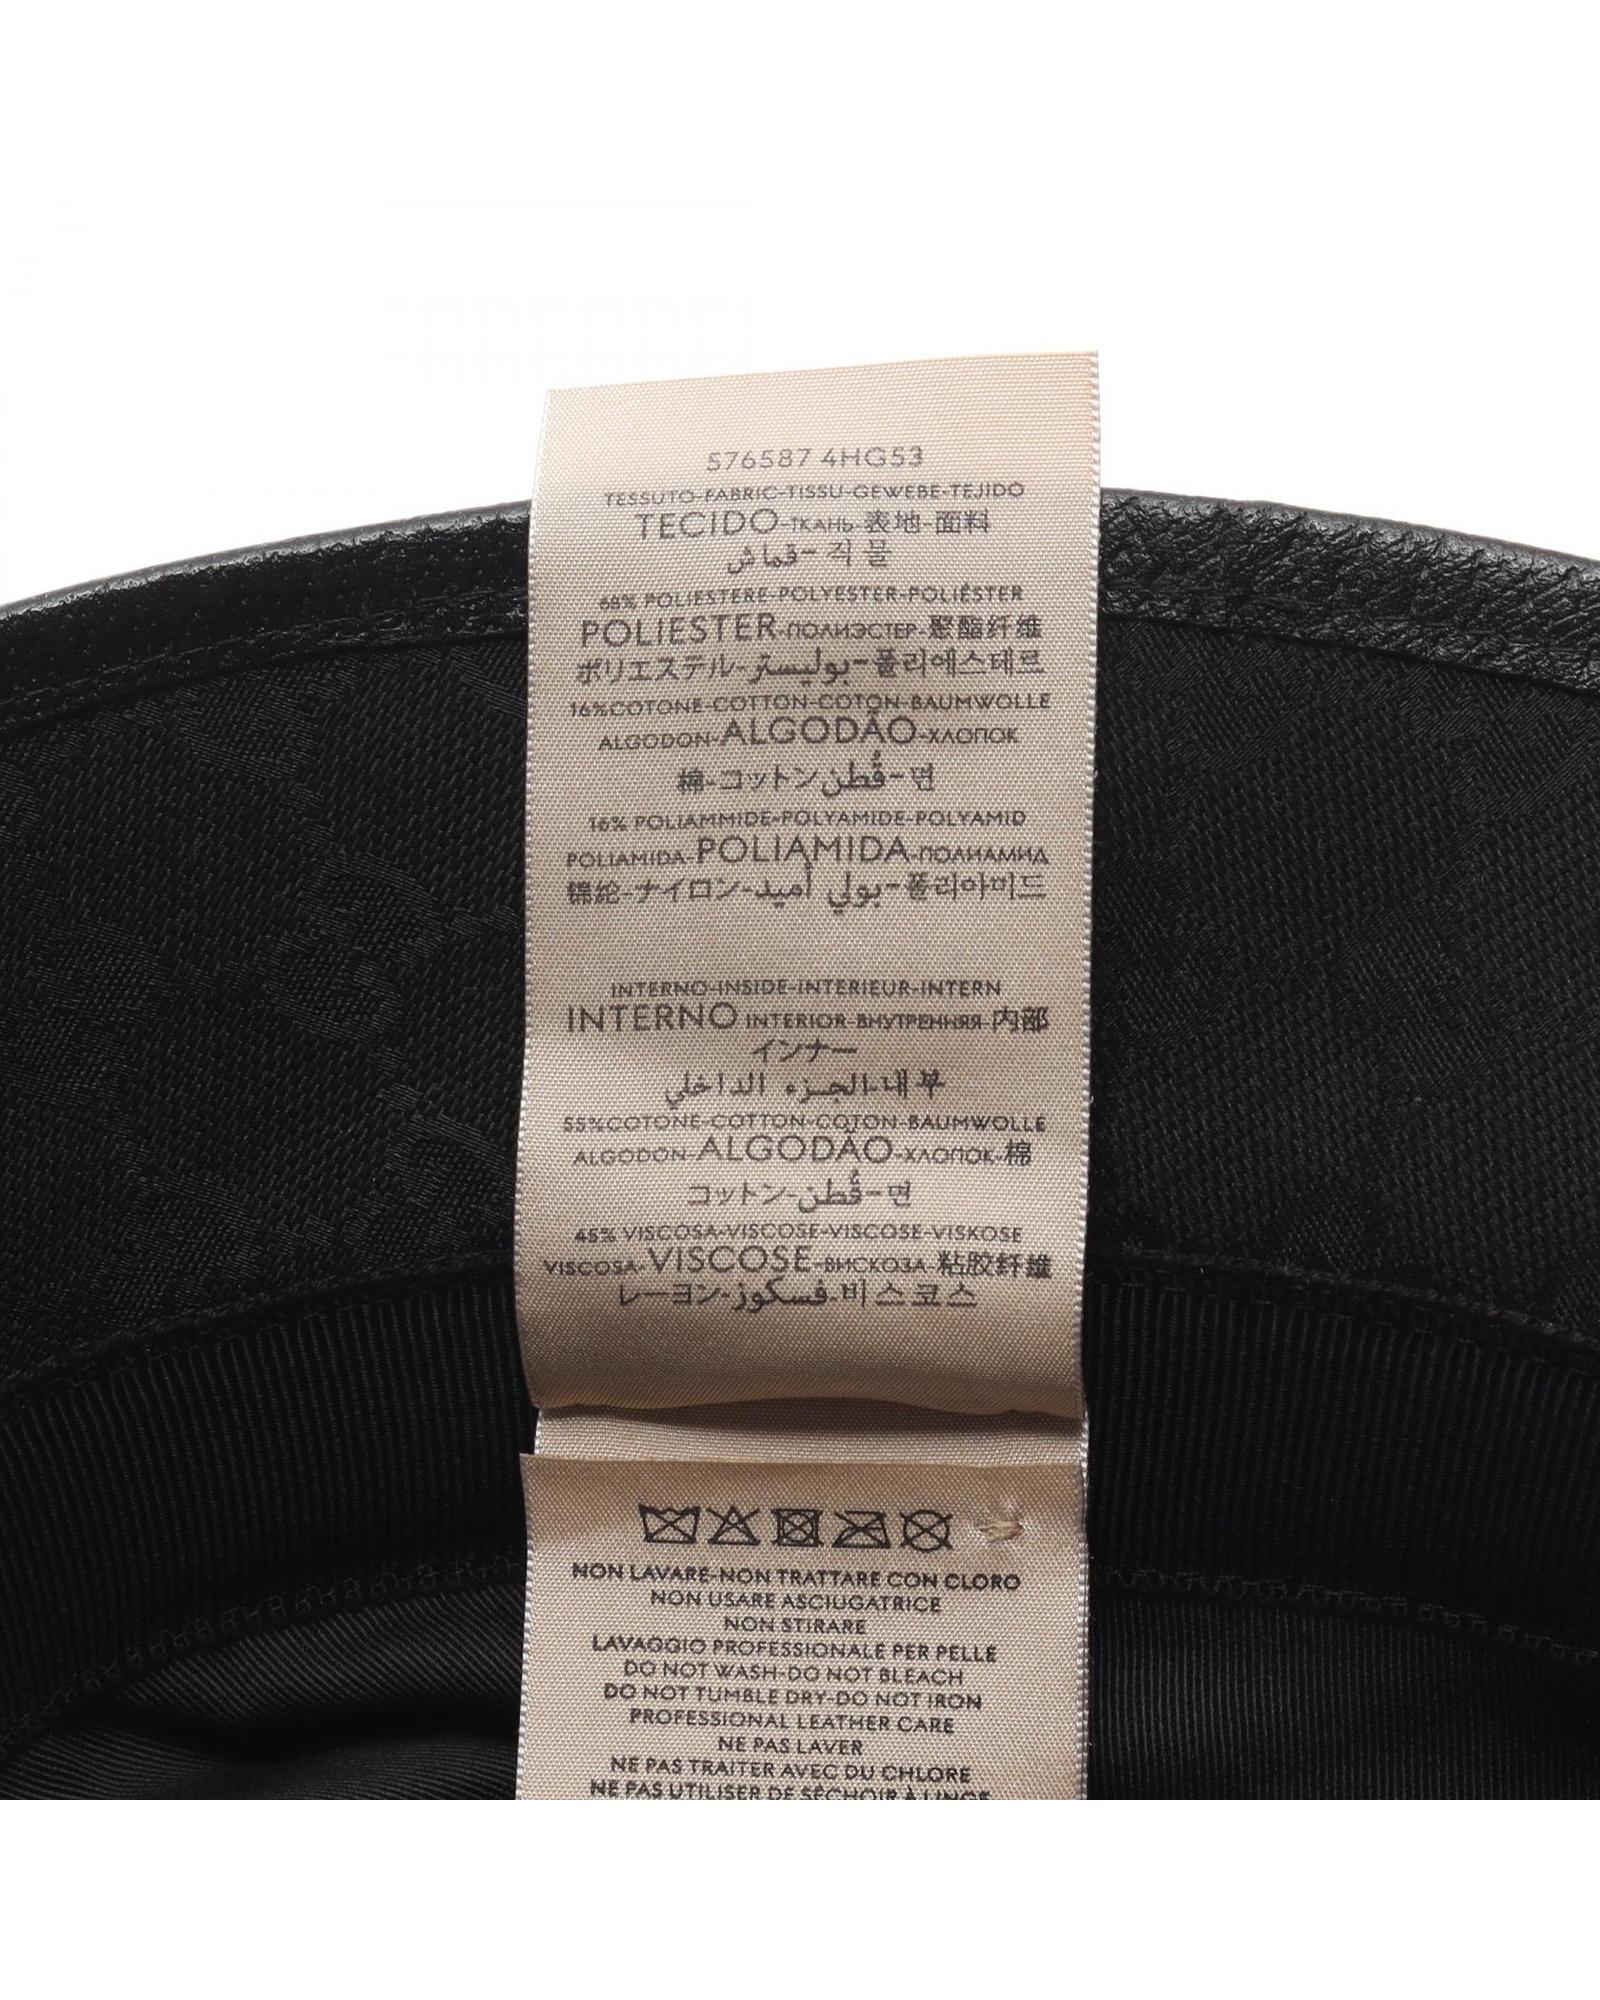 576587 4HG53
TESSUTO-FABRIC-TISSU-GEWEBE-TEJIDO
TECIDO-ТКАНЬ-表地-面料
قماش-직물
68% POLIESTERE-POLYESTER-POLIÉSTER
POLIESTER-ПОЛИЭСТЕР-聚酯纤维
ポリエステル-بوليستر-폴리에스테르
16%COTONE-COTTON-COTON-BAUMWOLLE
ALGODON-ALGODÃO-ХЛОПОК
棉-コットン-قُطن-면
16% POLIAMMIDE-POLYAMIDE-POLYAMID
POLIAMIDA-POLIAMIDA-ПОЛИАМИД
锦纶-ナイロン-بولي أميد-폴리아미드
INTERNO-INSIDE-INTERIEUR-INTERN
INTERNO INTERIOR-ВНУТРЕННЯЯ-内部
インナー
الجزء الداخلي-내부
55%COTONE-COTTON-COTON-BAUMWOLLE
ALGODON-ALGODÃO-ХЛОПОК-棉
コットン-قُطن-면
45% VISCOSA-VISCOSE-VISCOSE-VISKOSE
VISCOSA-VISCOSE-ВИСКОЗА-粘胶纤维
レーヨン-فسكوز-비스코스
NON LAVARE-NON TRATTARE CON CLORO
NON USARE ASCIUGATRICE
NON STIRARE
LAVAGGIO PROFESSIONALE PER PELLE
DO NOT WASH-DO NOT BLEACH
DO NOT TUMBLE DRY-DO NOT IRON
PROFESSIONAL LEATHER CARE
NE PAS LAVER
NE PAS TRAITER AVEC DU CHLORE
NE PAS UTILISER DE SÉCHOIR À LINGE